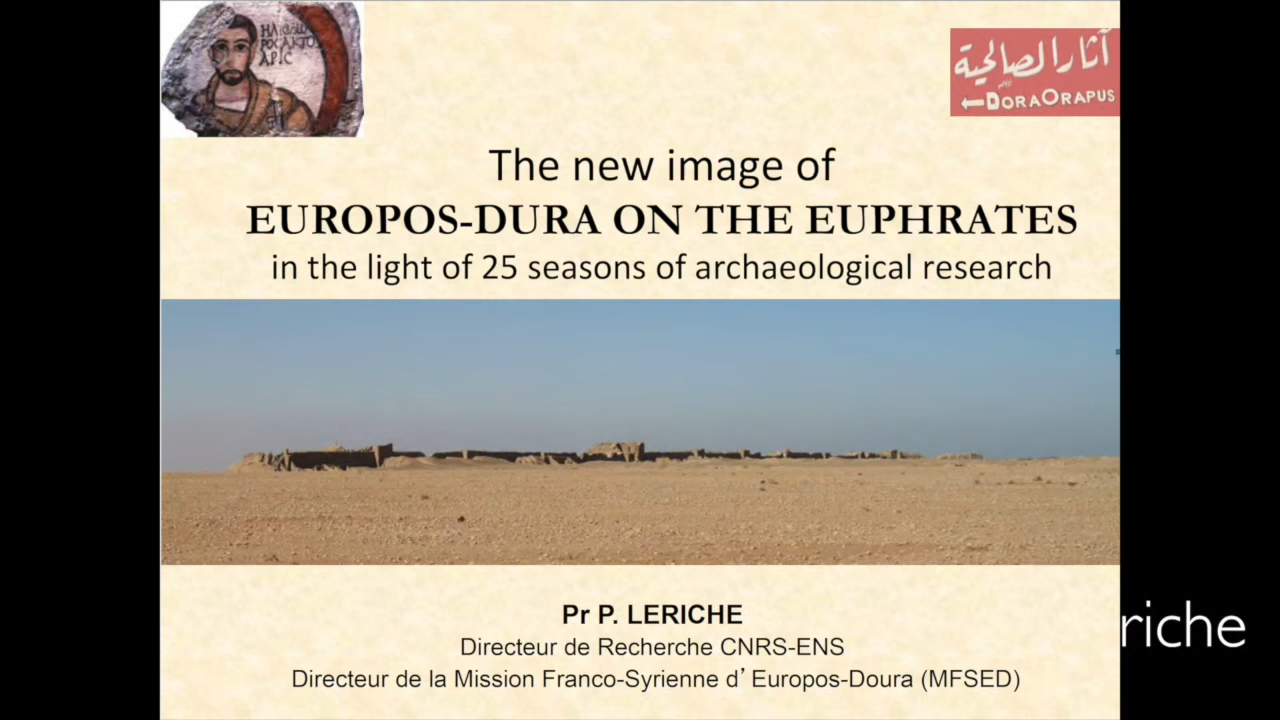 آثار الصالحية
DORAORAPUS
The new image of
EUROPOS-DURA ON THE EUPHRATES
in the light of 25 seasons of archaeological research
Pr P. LERICHE
Directeur de Recherche CNRS-ENS
Directeur de la Mission Franco-Syrienne d’Europos-Doura (MFSED)
riche